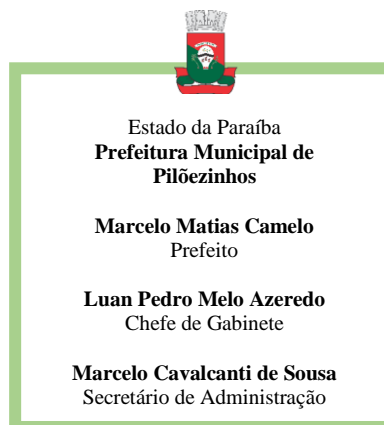 Estado da Paraíba
Prefeitura Municipal de
Pilõezinhos
Marcelo Matias Camelo
Prefeito
Luan Pedro Melo Azeredo
Chefe de Gabinete
Marcelo Cavalcanti de Sousa
Secretário de Administração